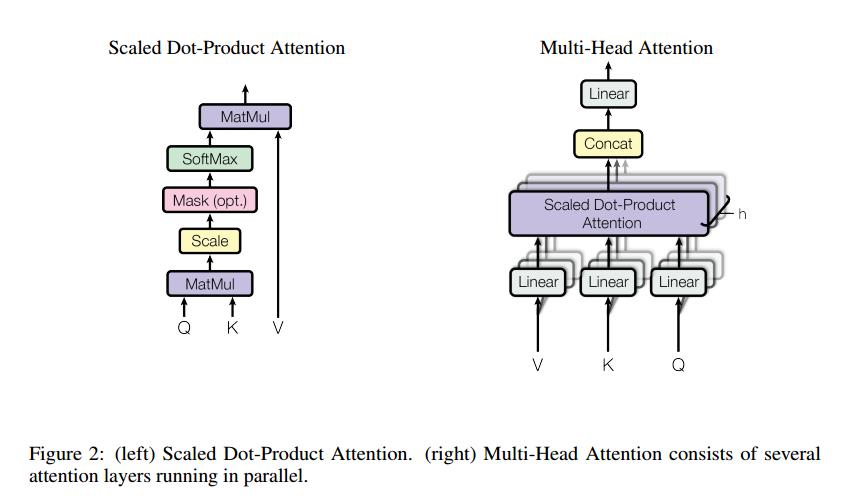 Scaled Dot-Product Attention
MatMul
SoftMax
Mask (opt.)
Scale
MatMul
Q K V
Multi-Head Attention
Linear
Concat
Scaled Dot-Product
Attention
h
Linear Linear Linear
V K Q
Figure 2: (left) Scaled Dot-Product Attention. (right) Multi-Head Attention consists of several
attention layers running in parallel.